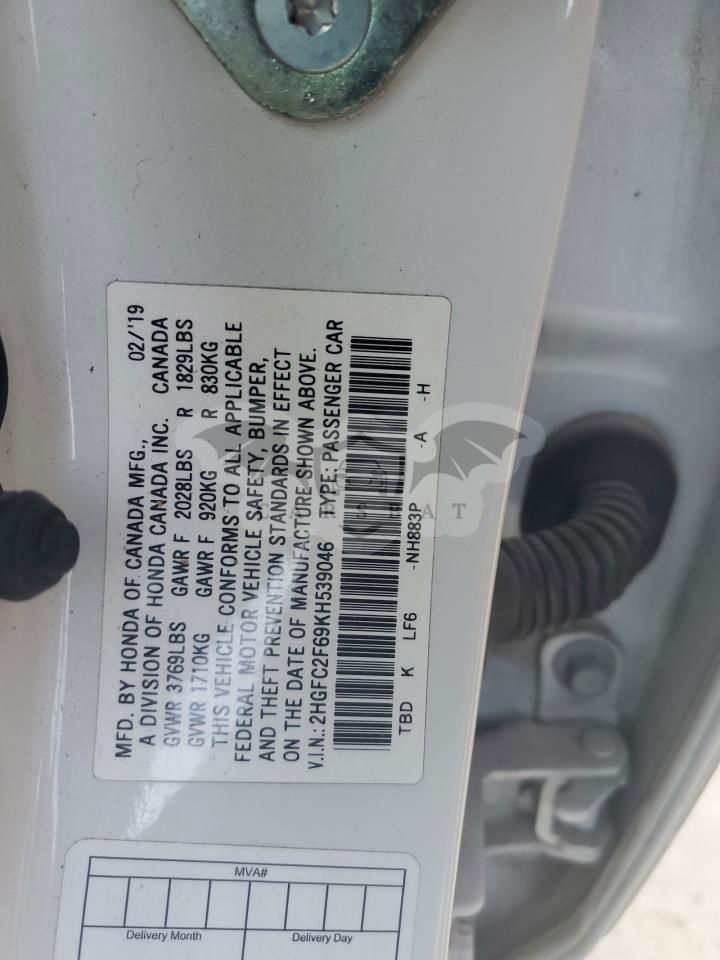 MFD. BY HONDA OF CANADA MFG., 02/'19
A DIVISION OF HONDA CANADA INC. CANADA
GVWR 3769LBS GAWR F 2028LBS R 1829LBS
GVWR 1710KG GAWR F 920KG R 830KG
THIS VEHICLE CONFORMS TO ALL APPLICABLE
FEDERAL MOTOR VEHICLE SAFETY, BUMPER,
AND THEFT PREVENTION STANDARDS IN EFFECT
ON THE DATE OF MANUFACTURE SHOWN ABOVE.
V.I.N.: 2HGFC2F69KH539046 TYPE: PASSENGER CAR
TBD K LF6 -NH883P -A -H
MVA#
Delivery Month Delivery Day